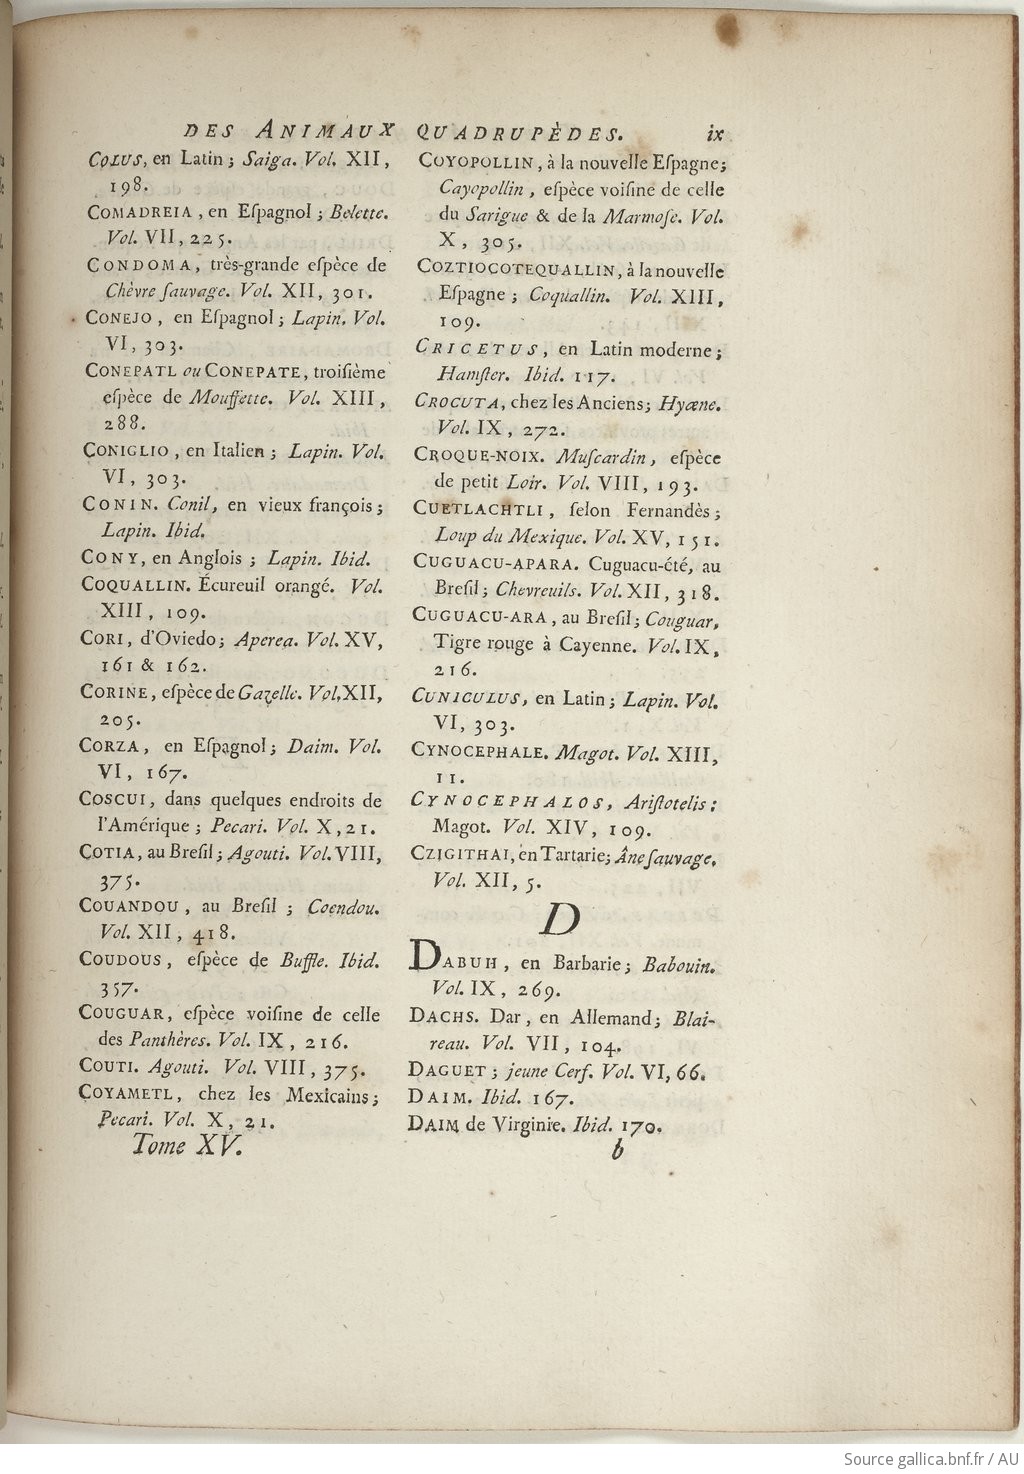 DES ANIMAUX QUADRUPÈDES. ix
COLUS, en Latin; Saiga. Vol. XII,
198.
COMADREIA, en Eſpagnol; Belette.
Vol. VII, 225.
CONDOMA, très-grande eſpèce de
Chèvre ſauvage. Vol. XII, 301.
CONEJO, en Eſpagnol; Lapin. Vol.
VI, 303.
CONEPATL ou CONEPATE, troiſième
eſpèce de Mouffette. Vol. XIII,
288.
CONIGLIO, en Italien; Lapin. Vol.
VI, 303.
CONIN. Conil, en vieux françois;
Lapin. Ibid.
CONY, en Anglois; Lapin. Ibid.
COQUALLIN. Écureuil orangé. Vol.
XIII, 109.
CORI, d'Oviedo; Aperea. Vol. XV,
161 & 162.
CORINE, eſpèce de Gazelle. Vol, XII,
205.
CORZA, en Eſpagnol; Daim. Vol.
VI, 167.
COSCUI, dans quelques endroits de
l'Amérique; Pecari. Vol. X, 21.
COTIA, au Breſil; Agouti. Vol. VIII,
375.
COUANDOU, au Breſil; Coendou.
Vol. XII, 418.
COUDOUS, eſpèce de Buffle. Ibid.
357.
COUGUAR, eſpèce voiſine de celle
des Panthères. Vol. IX, 216.
COUTI. Agouti. Vol. VIII, 375.
COYAMETL, chez les Mexicains;
Pecari. Vol. X, 21.
Tome XV.
COYOPOLLIN, à la nouvelle Eſpagne;
Cayopollin, eſpèce voiſine de celle
du Sarigue & de la Marmoſe. Vol.
X, 305.
COZTIOCOTEQUALLIN, à la nouvelle
Eſpagne; Coquallin. Vol. XIII,
109.
CRICETUS, en Latin moderne;
Hamſter. Ibid. 117.
CROCUTA, chez les Anciens; Hyæne.
Vol. IX, 272.
CROQUE-NOIX. Muſcardin, eſpèce
de petit Loir. Vol. VIII, 193.
CUETLACHTLI, ſelon Fernandès;
Loup du Mexique. Vol. XV, 151.
CUGUACU-APARA. Cuguacu-été, au
Breſil; Chevreuils. Vol. XII, 318.
CUGUACU-ARA, au Breſil; Couguar,
Tigre rouge à Cayenne. Vol. IX,
216.
CUNICULUS, en Latin; Lapin. Vol.
VI, 303.
CYNOCEPHALE. Magot. Vol. XIII,
11.
CYNOCEPHALOS, Ariſtotelis:
Magot. Vol. XIV, 109.
CZIGITHAI, en Tartarie; Âne ſauvage.
Vol. XII, 5.
D
DABUH, en Barbarie; Babouin.
Vol. IX, 269.
DACHS. Dar, en Allemand; Blai-
reau. Vol. VII, 104.
DAGUET; jeune Cerf. Vol. VI, 66.
DAIM. Ibid. 167.
DAIM de Virginie. Ibid. 170.
b
Source gallica.bnf.fr / AU